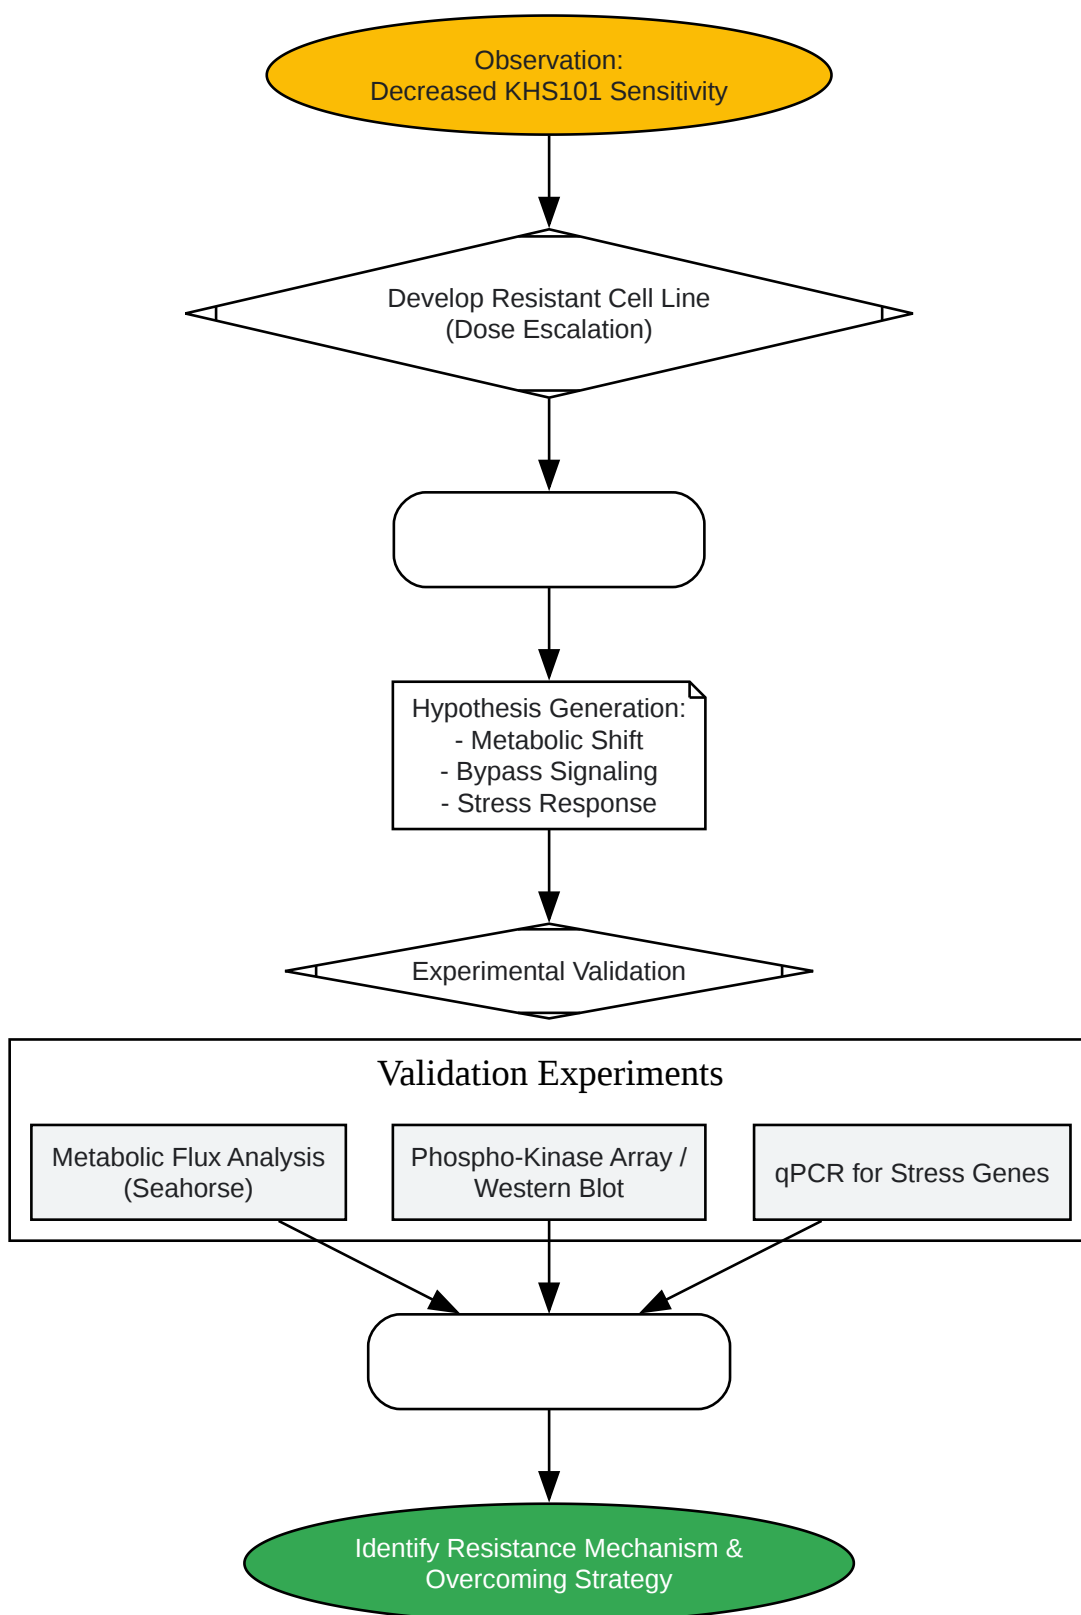 Observation:
Decreased KHS101 Sensitivity
Develop Resistant Cell Line
(Dose Escalation)
Hypothesis Generation:
- Metabolic Shift
- Bypass Signaling
- Stress Response
Experimental Validation
Validation Experiments
Metabolic Flux Analysis
(Seahorse)
Phospho-Kinase Array /
Western Blot
qPCR for Stress Genes
Identify Resistance Mechanism &
Overcoming Strategy